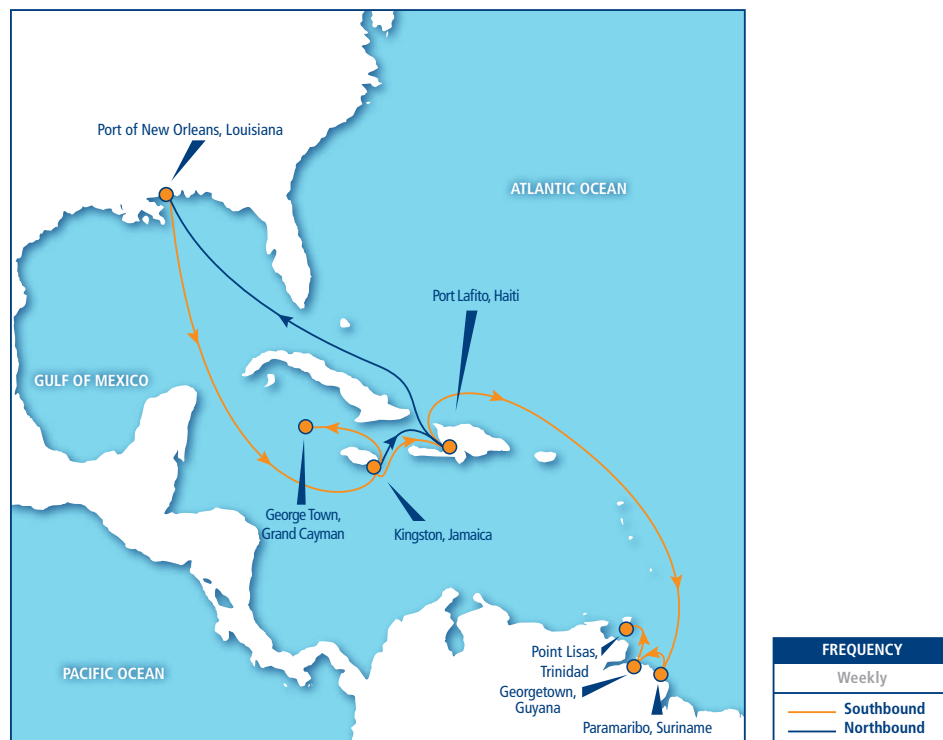 Port of New Orleans, Louisiana
ATLANTIC OCEAN
Port Lafito, Haiti
GULF OF MEXICO
George Town,
Grand Cayman
Kingston, Jamaica
Point Lisas,
Trinidad
Georgetown,
Guyana
Paramaribo, Suriname
PACIFIC OCEAN
FREQUENCY
Weekly
Southbound
Northbound